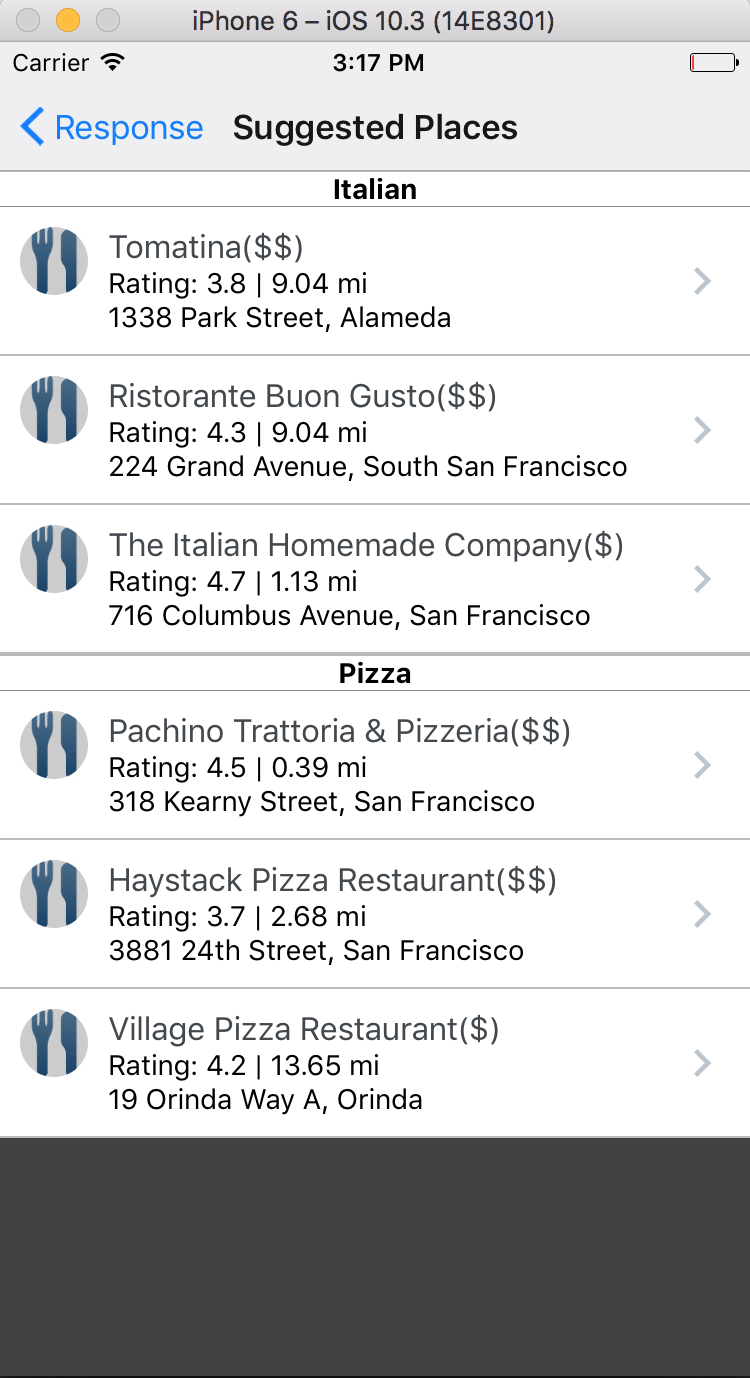 iPhone 6 – iOS 10.3 (14E8301)
Carrier 3:17 PM
Response Suggested Places
Italian
Tomatina($$)
Rating: 3.8 | 9.04 mi
1338 Park Street, Alameda
Ristorante Buon Gusto($$)
Rating: 4.3 | 9.04 mi
224 Grand Avenue, South San Francisco
The Italian Homemade Company($)
Rating: 4.7 | 1.13 mi
716 Columbus Avenue, San Francisco
Pizza
Pachino Trattoria & Pizzeria($$)
Rating: 4.5 | 0.39 mi
318 Kearny Street, San Francisco
Haystack Pizza Restaurant($$)
Rating: 3.7 | 2.68 mi
3881 24th Street, San Francisco
Village Pizza Restaurant($)
Rating: 4.2 | 13.65 mi
19 Orinda Way A, Orinda